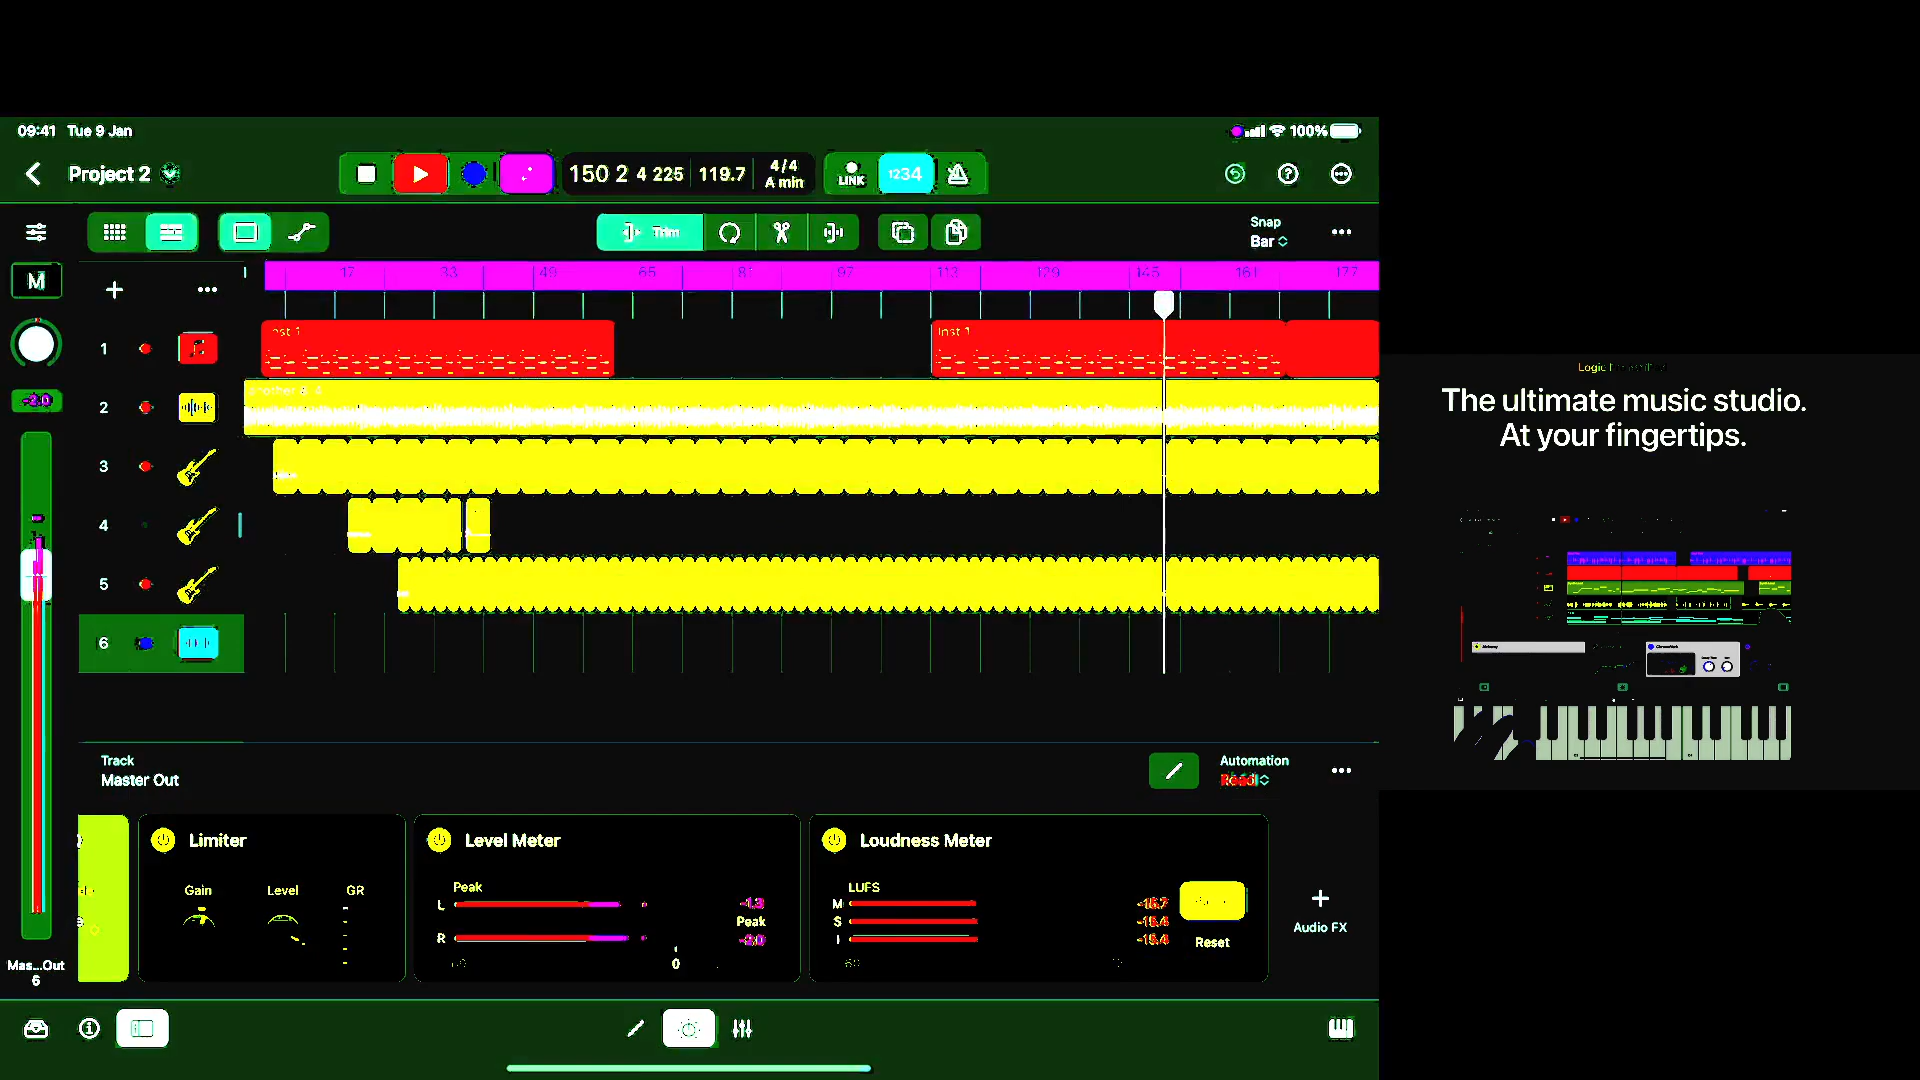 09:41 Tue 9 Jan
100%
Project 2
150 2 4 225 119.7 4/4 A min
LINK
1234
Trim
Snap
Bar
M
17 33 49 65 81 97 113 129 145 161 177
1
Inst 1
2
3
4
5
6
Track
Master Out
Automation
Read
Limiter
Gain Level GR
Level Meter
Peak
L
R
Peak
0
Loudness Meter
LUFS
M
S
I
Reset
Audio FX
Mas...Out
6
Logic
The ultimate music studio.
At your fingertips.